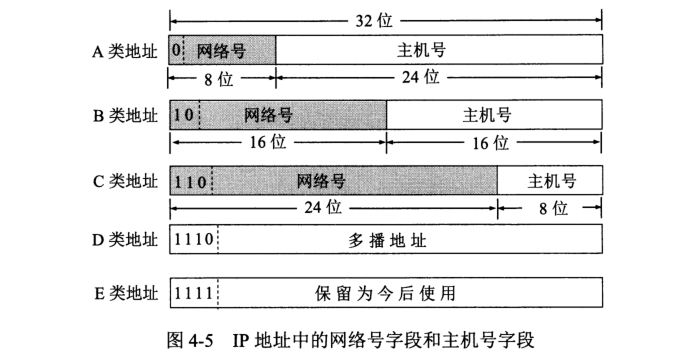 32 位
A 类地址 0 网络号 主机号
8 位 24 位
B 类地址 10 网络号 主机号
16 位 16 位
C 类地址 110 网络号 主机号
24 位 8 位
D 类地址 1110 多播地址
E 类地址 1111 保留为今后使用
图 4-5 IP 地址中的网络号字段和主机号字段